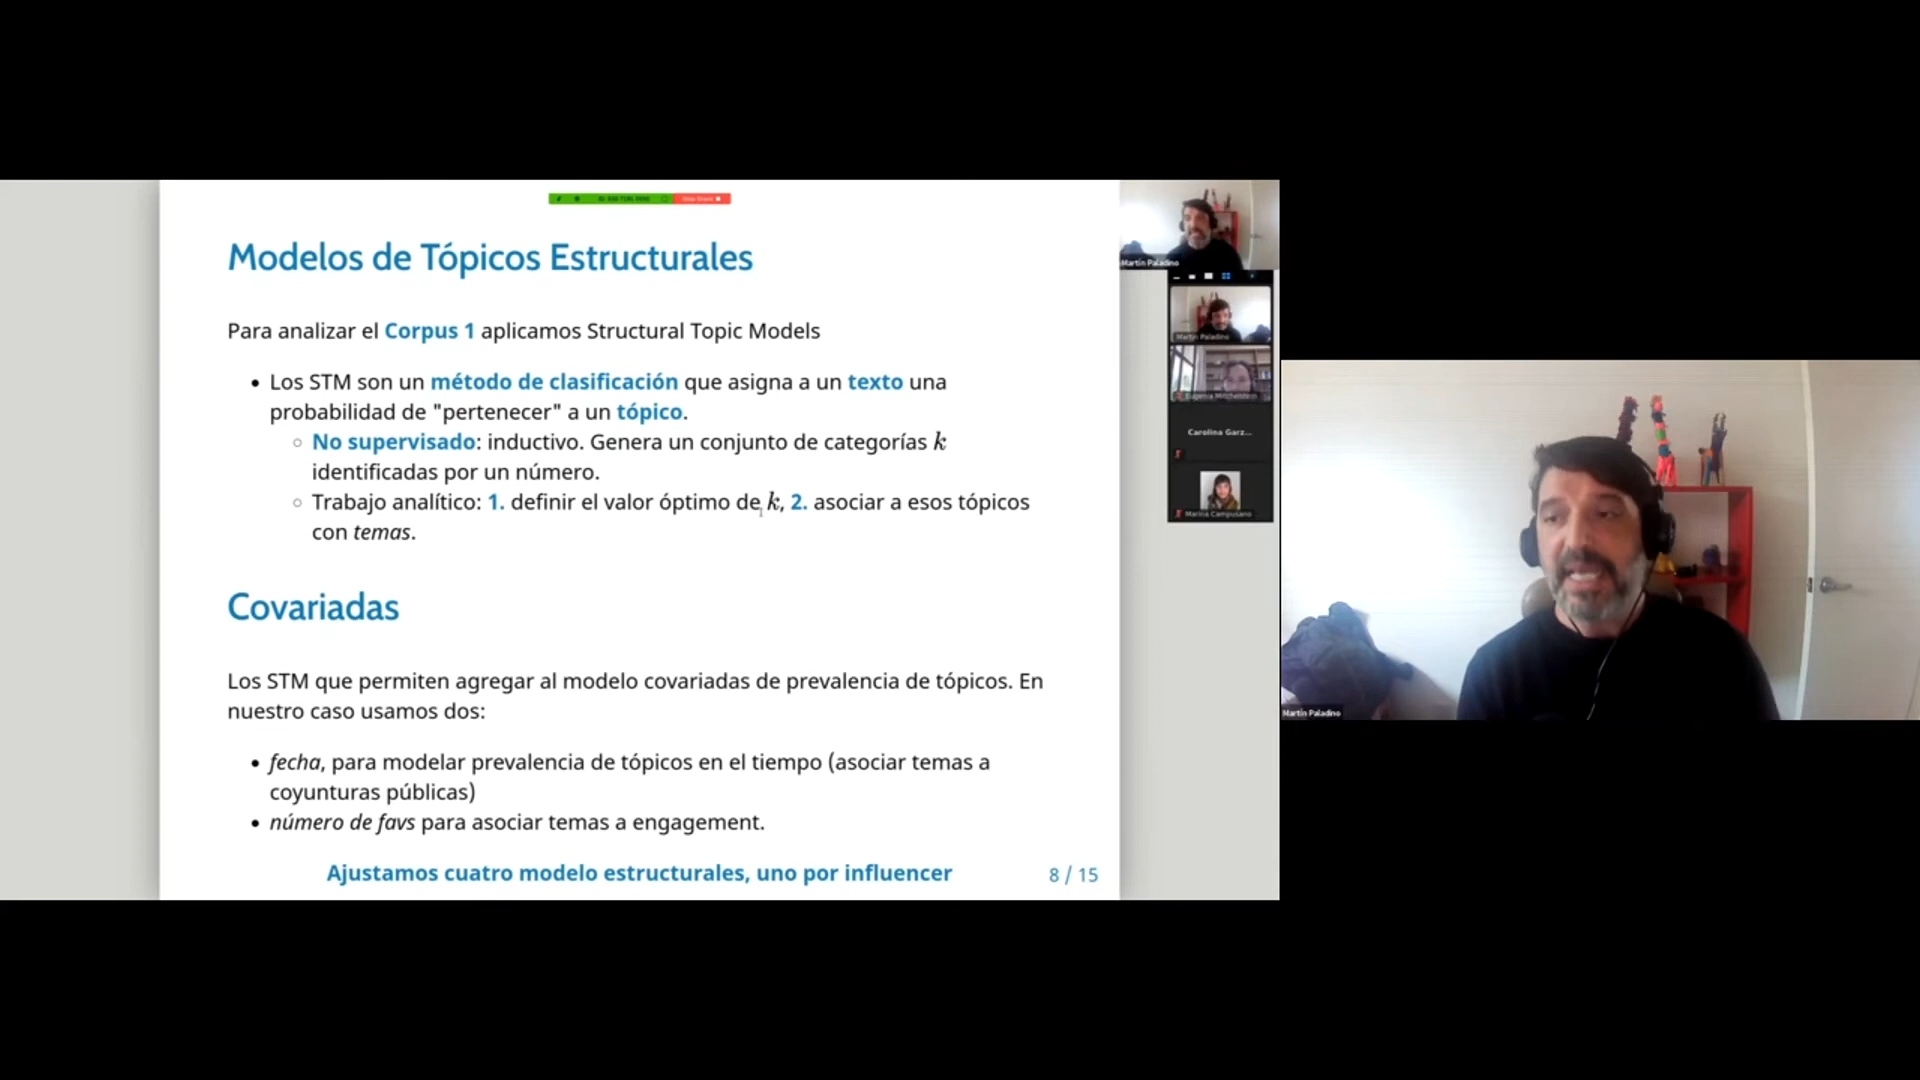 Modelos de Tópicos Estructurales
Para analizar el Corpus 1 aplicamos Structural Topic Models
• Los STM son un método de clasificación que asigna a un texto una
probabilidad de "pertenecer" a un tópico.
○ No supervisado: inductivo. Genera un conjunto de categorías k
identificadas por un número.
○ Trabajo analítico: 1. definir el valor óptimo de k, 2. asociar a esos tópicos
con temas.
Covariadas
Los STM que permiten agregar al modelo covariadas de prevalencia de tópicos. En
nuestro caso usamos dos:
• fecha, para modelar prevalencia de tópicos en el tiempo (asociar temas a
coyunturas públicas)
• número de favs para asociar temas a engagement.
Ajustamos cuatro modelo estructurales, uno por influencer
8 / 15
Martín Paladino
Martín Paladino
Eugenia Mitchelstein
Carolina Garz...
Marina Campusano
Martín Paladino